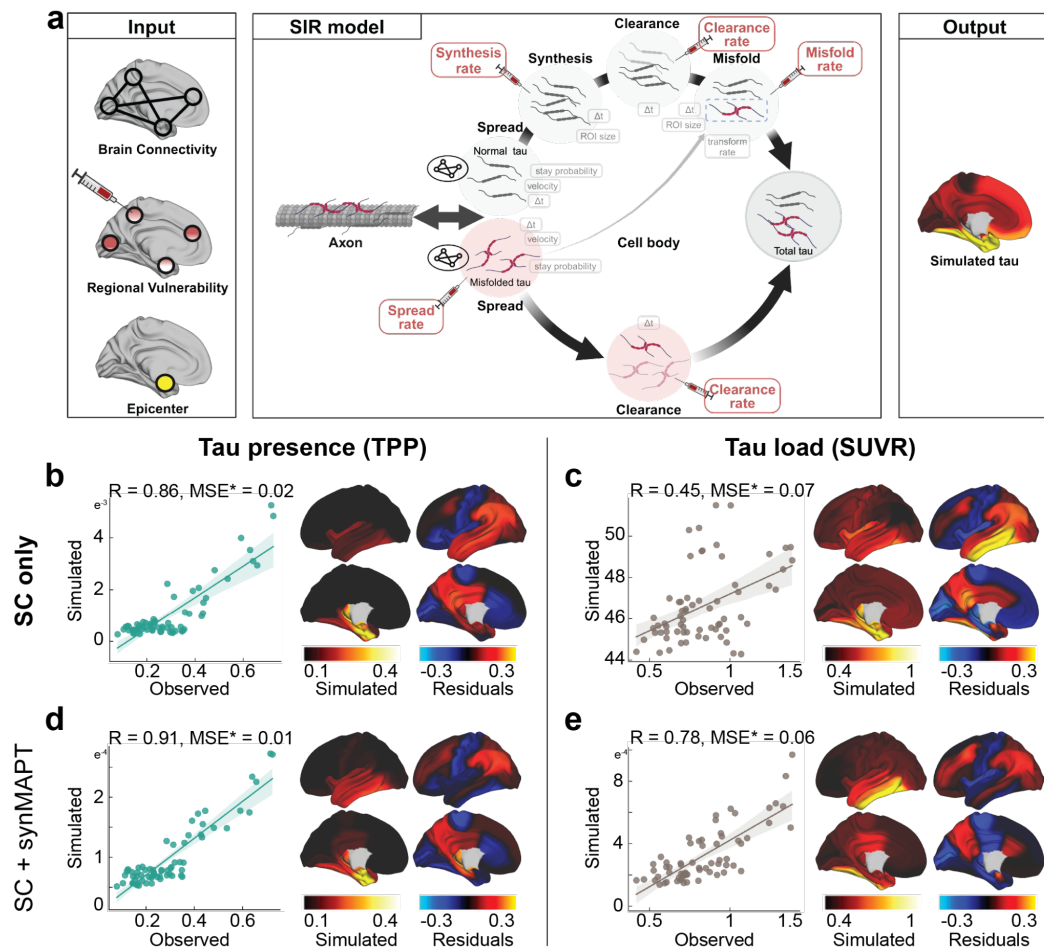 a
Input
Brain Connectivity
Regional Vulnerability
Epicenter
SIR model
Synthesis
rate
Synthesis
Clearance
Clearance
rate
Misfold
Misfold
rate
Δt
ROI size
Δt
Δt
ROI size
transform
rate
Spread
Normal tau
stay probability
velocity
Δt
Axon
Δt
velocity
stay probability
Misfolded tau
Spread
Spread
rate
Cell body
Total tau
Δt
Clearance
Clearance
rate
Output
Simulated tau
Tau presence (TPP)
Tau load (SUVR)
SC only
b
R = 0.86, MSE* = 0.02
e⁻³
Simulated
4
2
0
0.2
0.4
0.6
Observed
0.1
0.4
Simulated
-0.3
0.3
Residuals
c
R = 0.45, MSE* = 0.07
Simulated
50
48
46
44
0.5
1
1.5
Observed
0.4
1
Simulated
-0.3
0.3
Residuals
SC + synMAPT
d
R = 0.91, MSE* = 0.01
e⁻⁴
Simulated
2
1
0
0.2
0.4
0.6
Observed
0.1
0.4
Simulated
-0.3
0.3
Residuals
e
R = 0.78, MSE* = 0.06
e⁻⁴
Simulated
8
4
2
0
0.5
1
1.5
Observed
0.4
1
Simulated
-0.3
0.3
Residuals